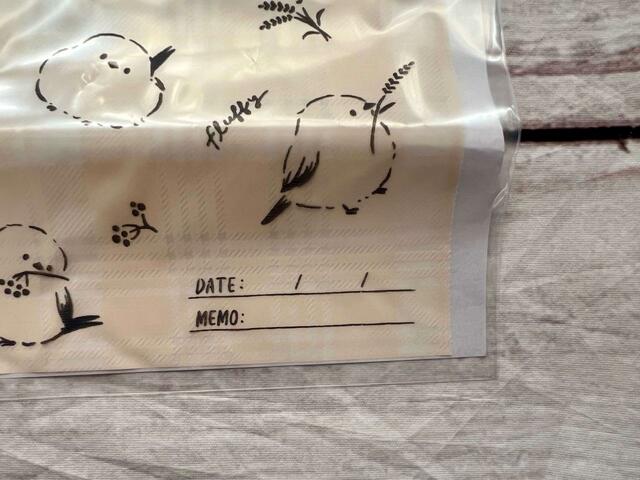 fluffy
DATE: / /
MEMO: